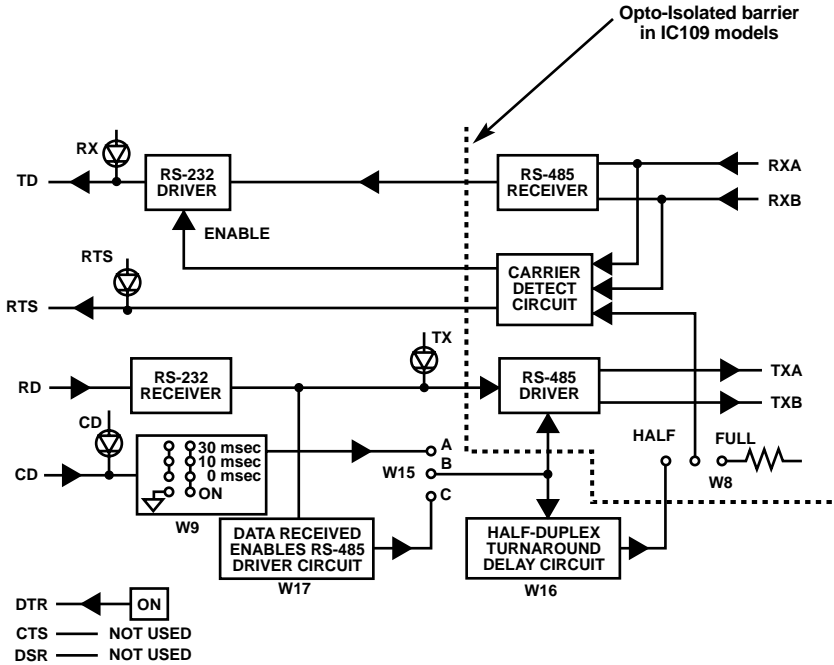 Opto-Isolated barrier
in IC109 models
RX
TD
RS-232
DRIVER
RS-485
RECEIVER
RXA
RXB
ENABLE
RTS
RTS
CARRIER
DETECT
CIRCUIT
TX
RD
RS-232
RECEIVER
RS-485
DRIVER
TXA
TXB
CD
CD
30 msec
10 msec
0 msec
ON
W9
A
W15
B
C
HALF
FULL
W8
DATA RECEIVED
ENABLES RS-485
DRIVER CIRCUIT
W17
HALF-DUPLEX
TURNAROUND
DELAY CIRCUIT
W16
DTR
ON
CTS
NOT USED
DSR
NOT USED